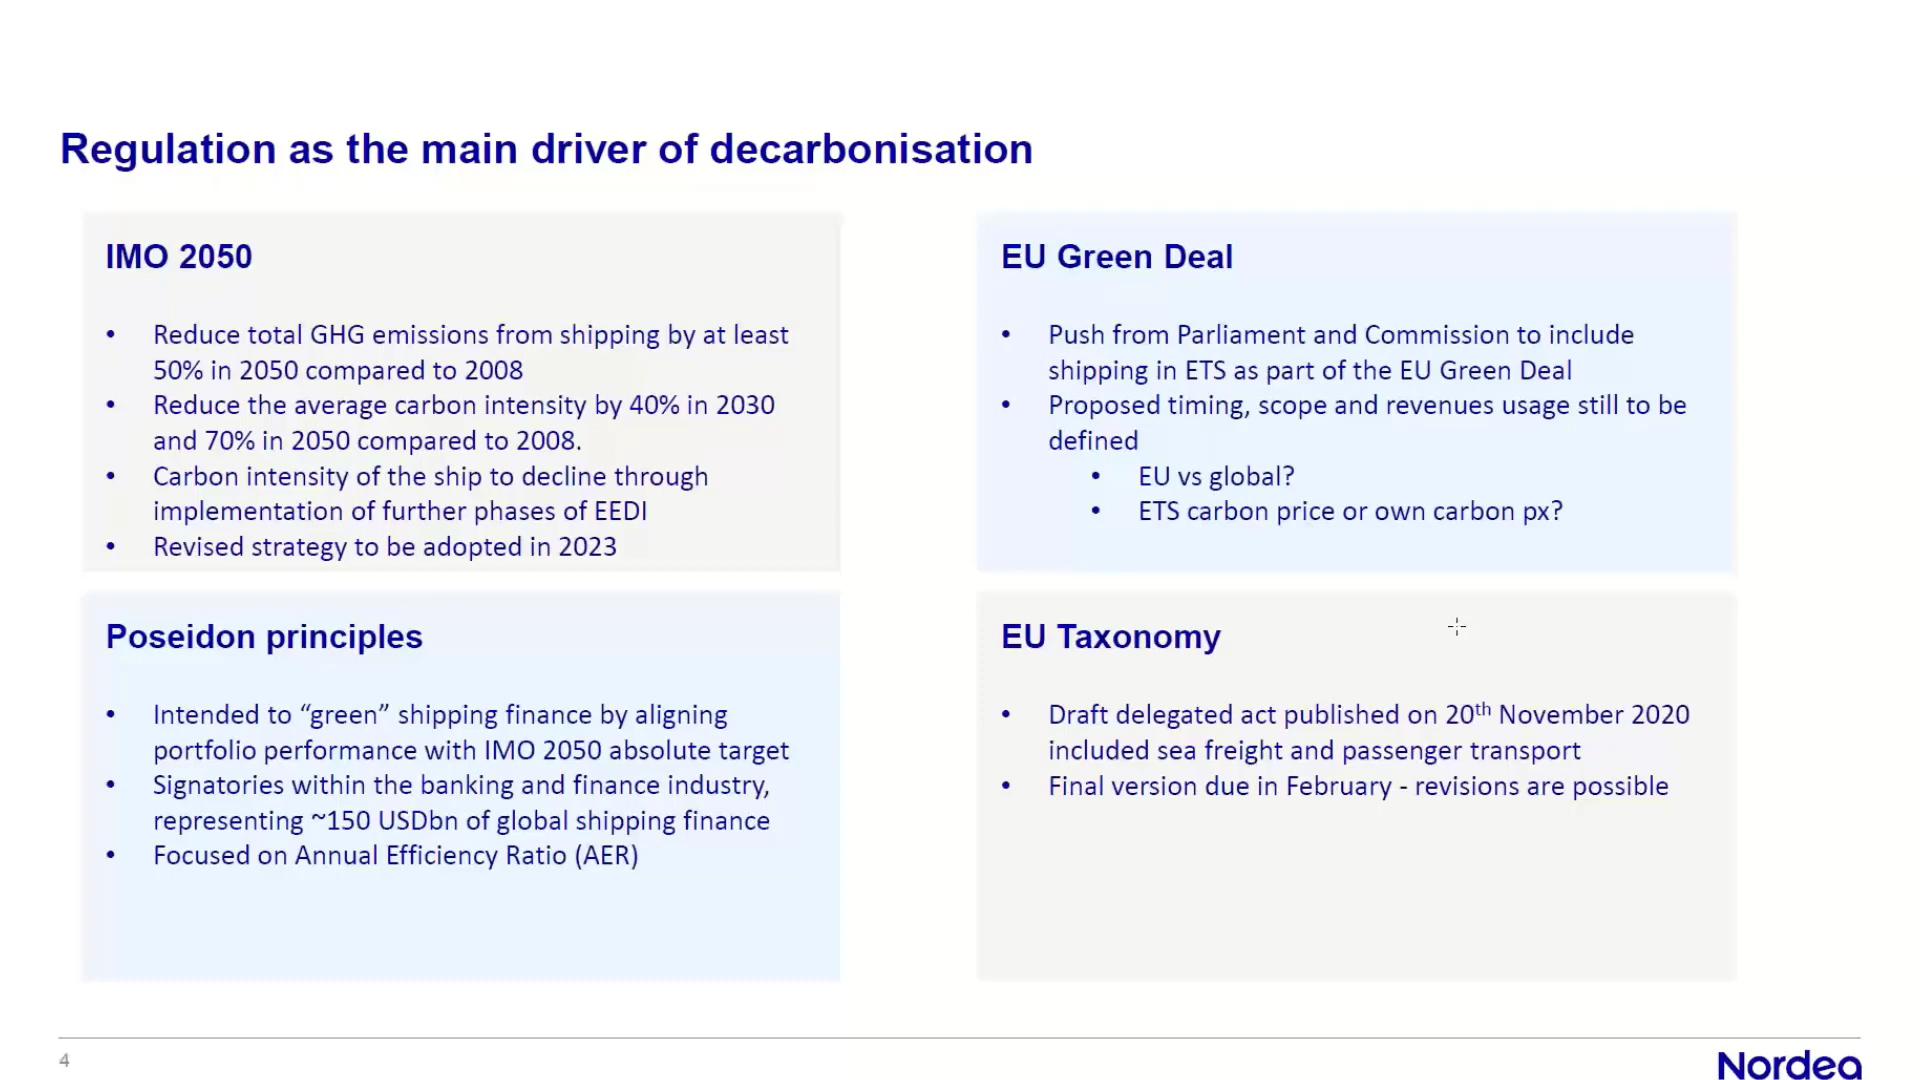 Regulation as the main driver of decarbonisation
IMO 2050
• Reduce total GHG emissions from shipping by at least
50% in 2050 compared to 2008
• Reduce the average carbon intensity by 40% in 2030
and 70% in 2050 compared to 2008.
• Carbon intensity of the ship to decline through
implementation of further phases of EEDI
• Revised strategy to be adopted in 2023
EU Green Deal
• Push from Parliament and Commission to include
shipping in ETS as part of the EU Green Deal
• Proposed timing, scope and revenues usage still to be
defined
• EU vs global?
• ETS carbon price or own carbon px?
Poseidon principles
• Intended to “green” shipping finance by aligning
portfolio performance with IMO 2050 absolute target
• Signatories within the banking and finance industry,
representing ~150 USDbn of global shipping finance
• Focused on Annual Efficiency Ratio (AER)
EU Taxonomy
• Draft delegated act published on 20th November 2020
included sea freight and passenger transport
• Final version due in February - revisions are possible
4
Nordea